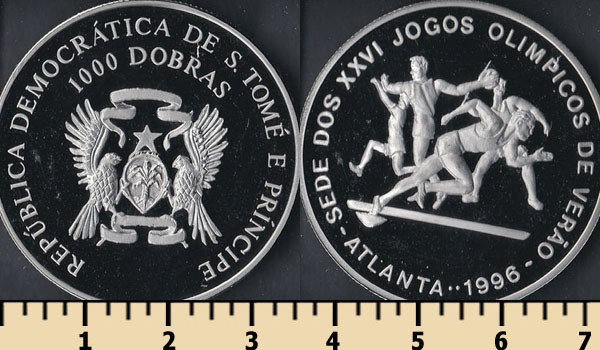 REPÚBLICA DEMOCRÁTICA DE S. TOMÉ E PRÍNCIPE
1000 DOBRAS
SEDE DOS XXVI JOGOS OLIMPICOS DE VERÃO
- ATLANTA··1996 -
1 2 3 4 5 6 7